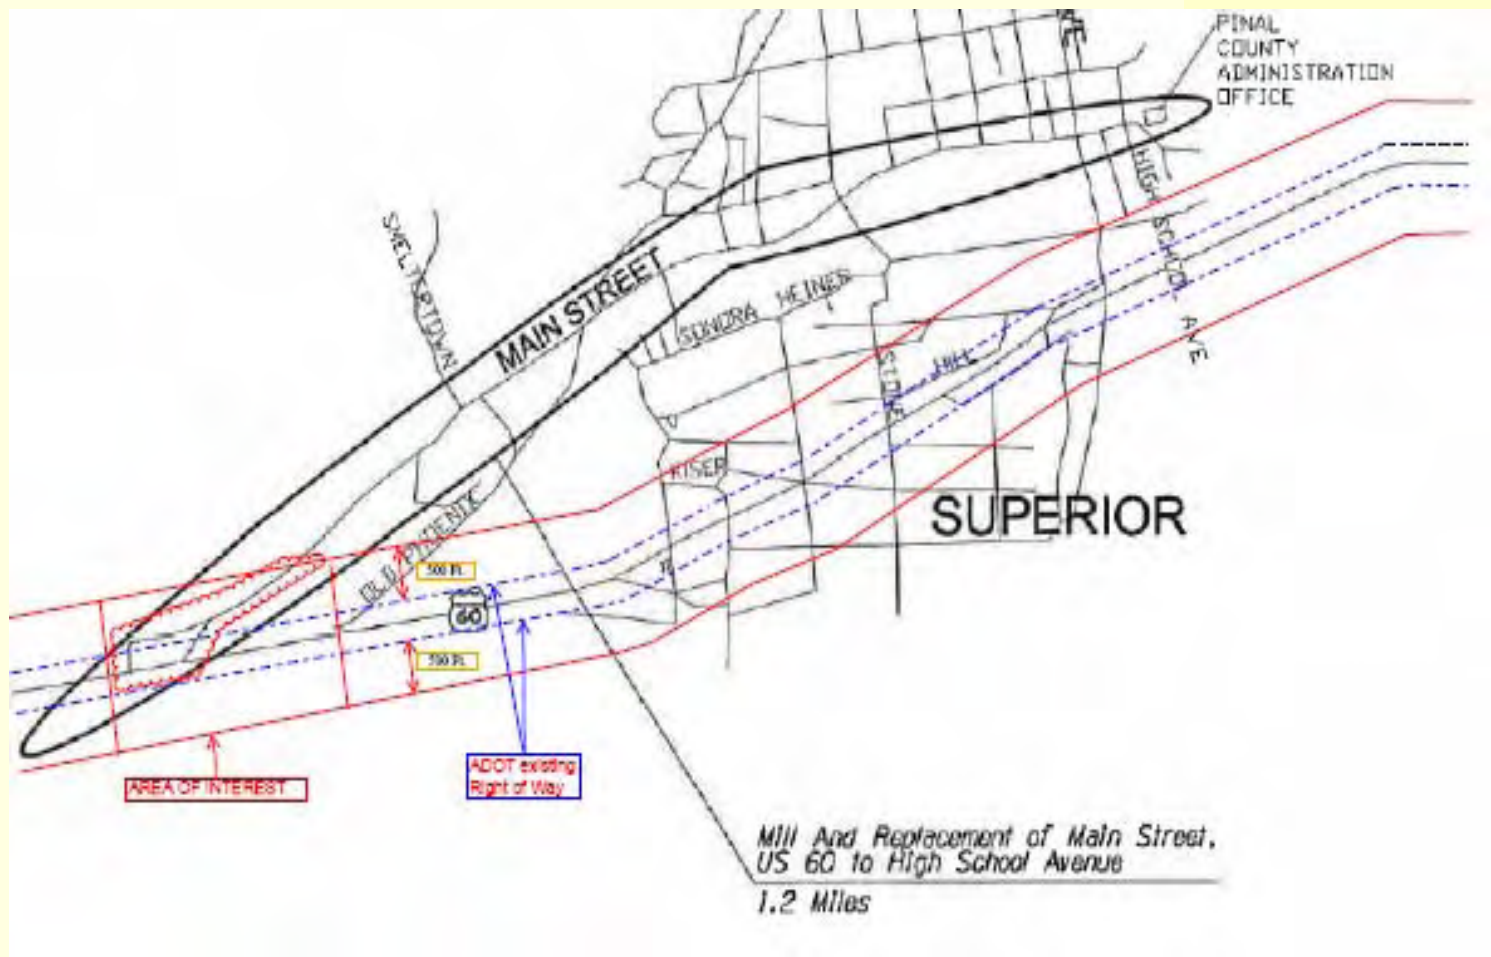 PINAL
COUNTY
ADMINISTRATION
OFFICE
SMELTERTOWN
MAIN STREET
SONORA HEINER
HIGH SCHOOL AVE
STONE
HILL
KISER
SUPERIOR
OLD PHOENIX
500 Ft.
60
500 Ft.
AREA OF INTEREST
ADOT existing
Right of Way
Mill And Replacement of Main Street,
US 60 to High School Avenue
1.2 Miles